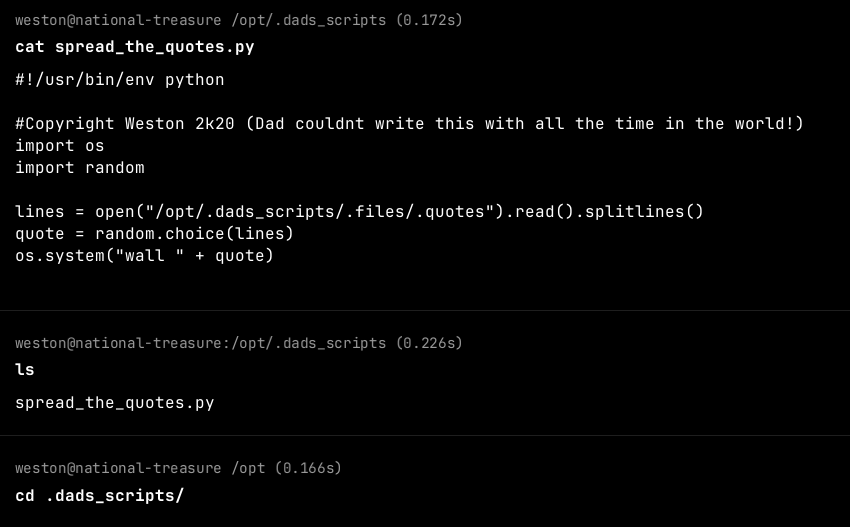 weston@national-treasure /opt/.dads_scripts (0.172s)
cat spread_the_quotes.py
#!/usr/bin/env python
#Copyright Weston 2k20 (Dad couldnt write this with all the time in the world!)
import os
import random
lines = open("/opt/.dads_scripts/.files/.quotes").read().splitlines()
quote = random.choice(lines)
os.system("wall " + quote)
weston@national-treasure:/opt/.dads_scripts (0.226s)
ls
spread_the_quotes.py
weston@national-treasure /opt (0.166s)
cd .dads_scripts/